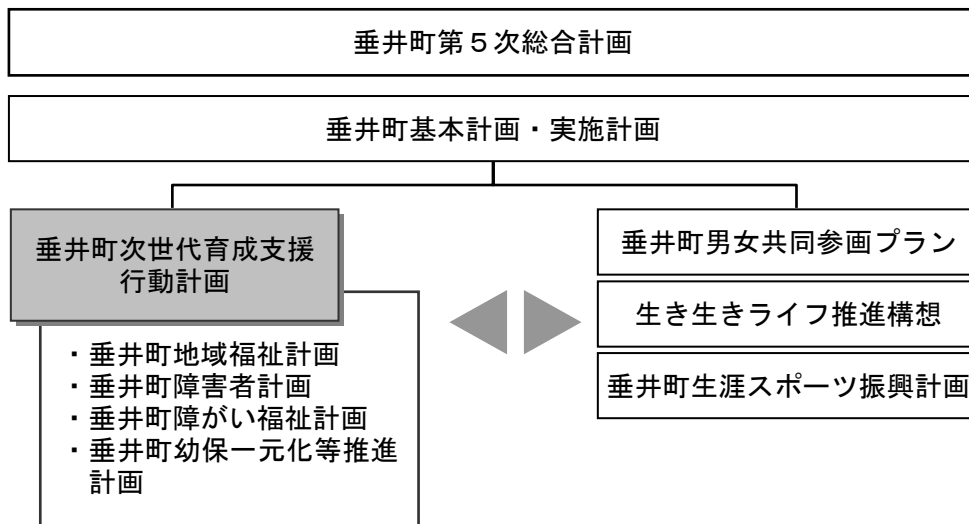 垂井町第５次総合計画
垂井町基本計画・実施計画
垂井町次世代育成支援
行動計画
・垂井町地域福祉計画
・垂井町障害者計画
・垂井町障がい福祉計画
・垂井町幼保一元化等推進
計画
垂井町男女共同参画プラン
生き生きライフ推進構想
垂井町生涯スポーツ振興計画